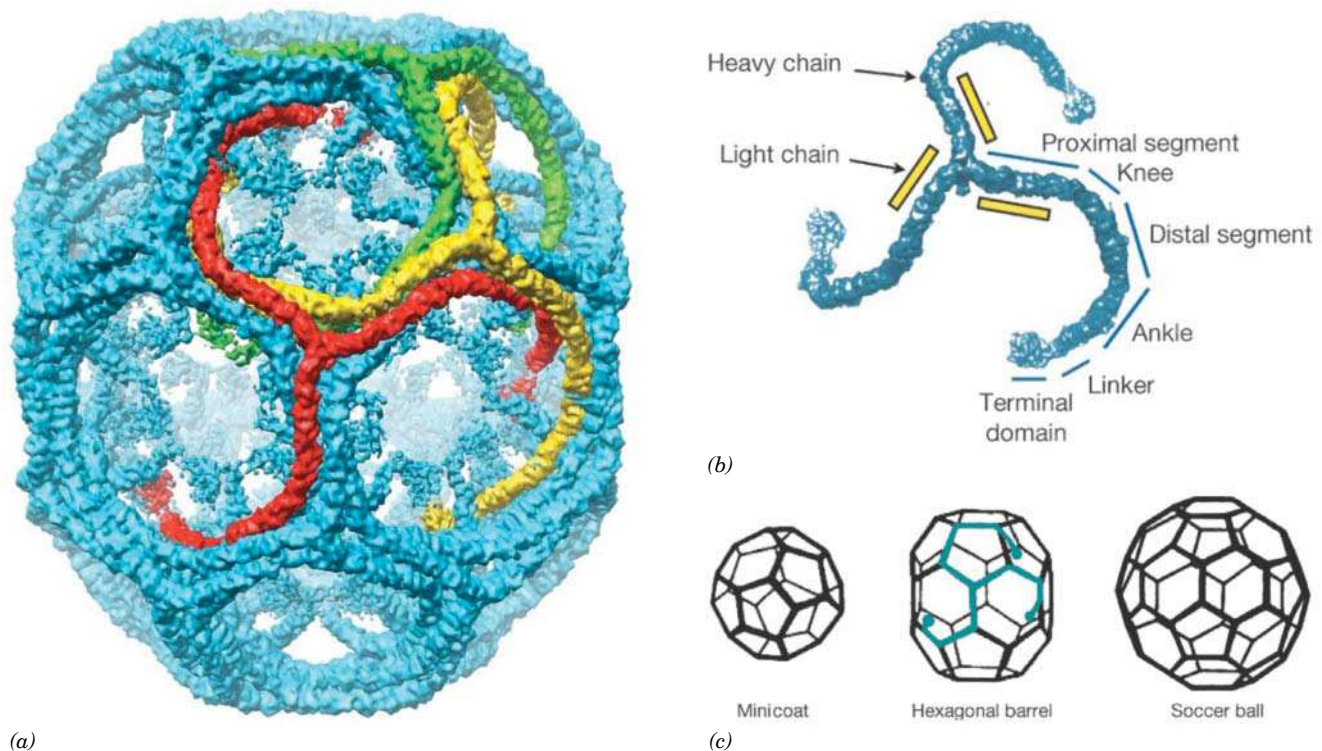 Heavy chain
Light chain
Proximal segment
Knee
Distal segment
Ankle
Linker
Terminal
domain
(b)
Minicoat
Hexagonal barrel
Soccer ball
(a)
(c)